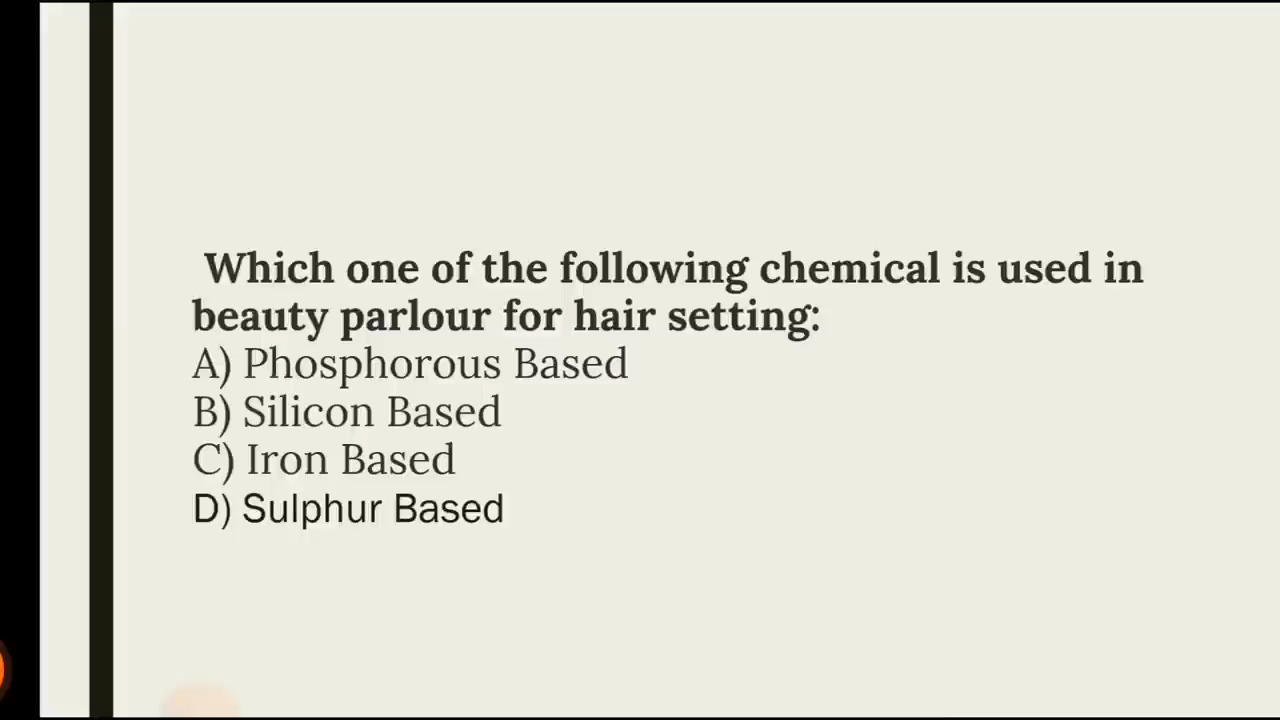 Which one of the following chemical is used in
beauty parlour for hair setting:
A) Phosphorous Based
B) Silicon Based
C) Iron Based
D) Sulphur Based